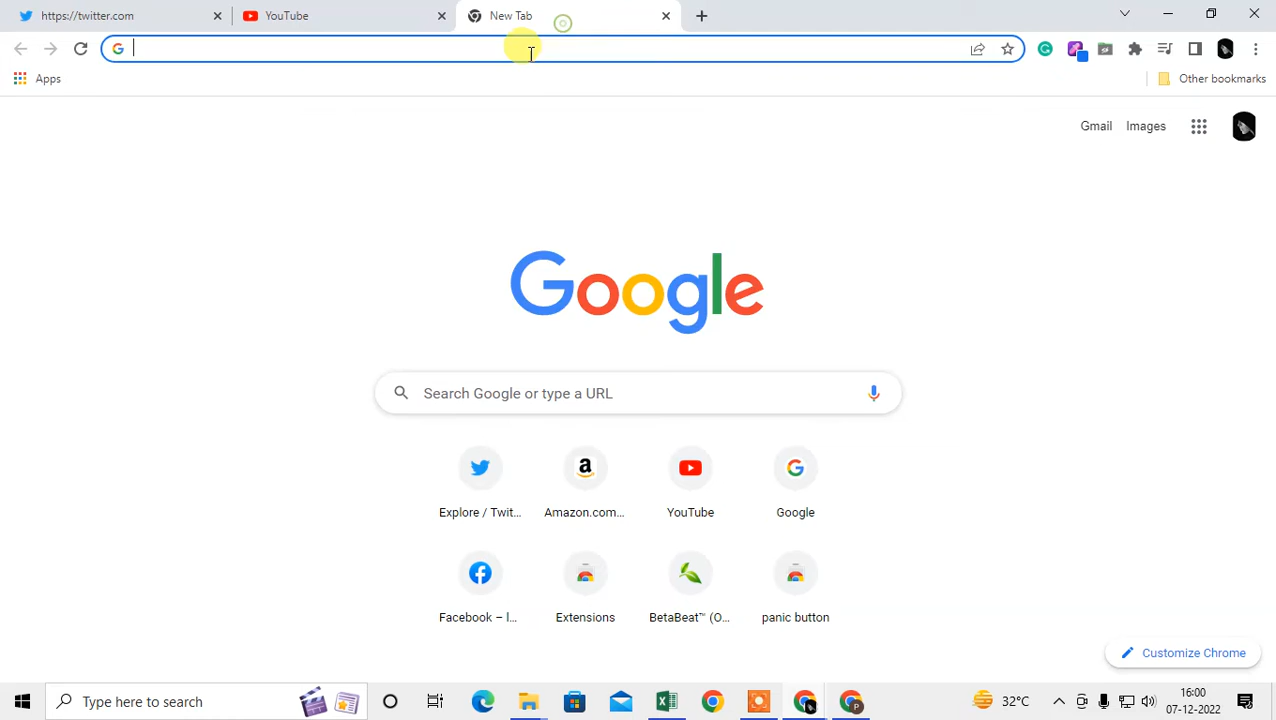 https://twitter.com
YouTube
New Tab
Apps
Other bookmarks
Gmail
Images
Google
Search Google or type a URL
Explore / Twit...
Amazon.com...
YouTube
Google
Facebook – l...
Extensions
BetaBeat™ (O...
panic button
Customize Chrome
Type here to search
32°C
16:00
07-12-2022